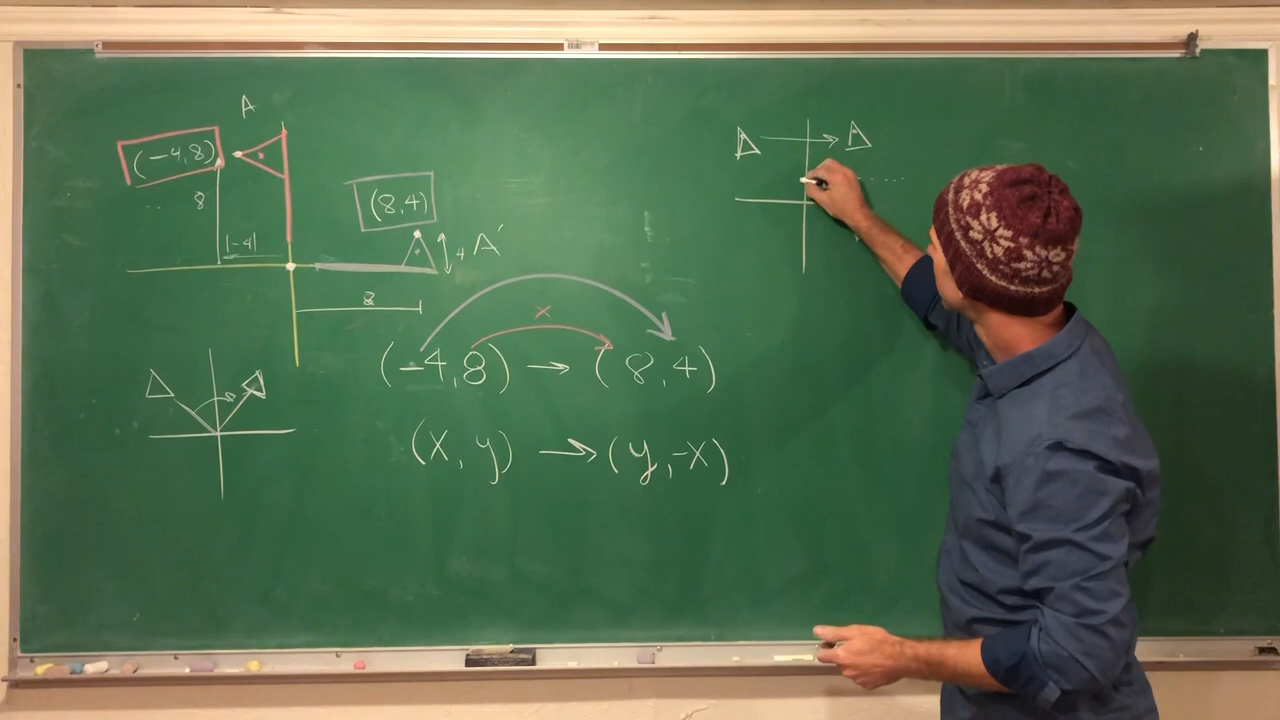 A
(-4,8)
8
|-4|
(8,4)
4 A'
8
x
(-4,8) → (8,4)
(x,y) → (y,-x)